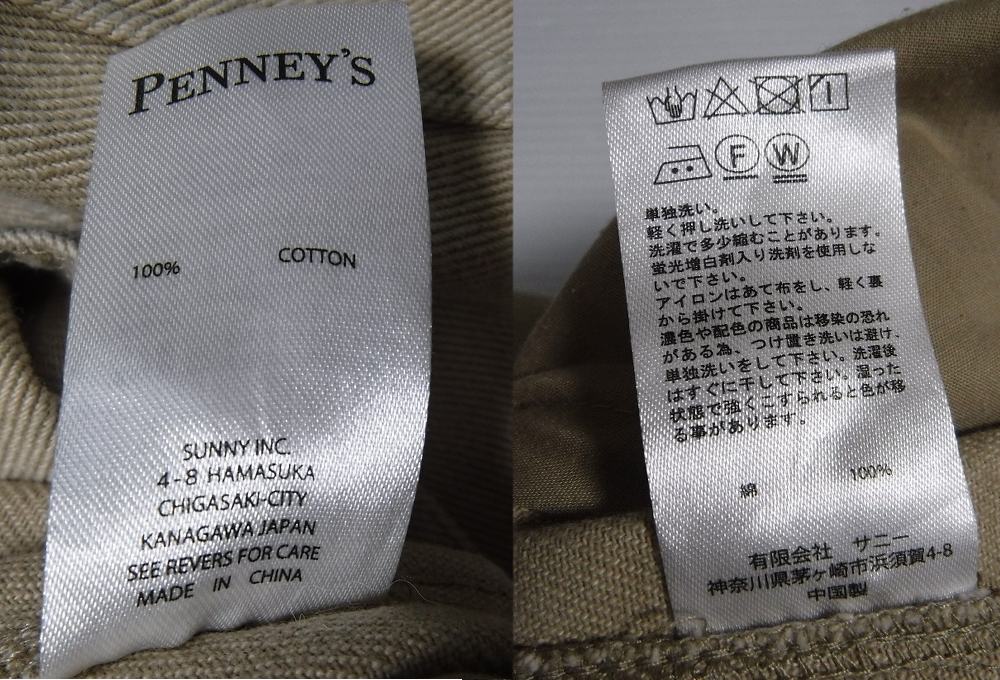 PENNEY'S
100% COTTON
SUNNY INC.
4-8 HAMASUKA
CHIGASAKI-CITY
KANAGAWA JAPAN
SEE REVERS FOR CARE
MADE IN CHINA
F W
単独洗い。
軽く押し洗いして下さい。
洗濯で多少縮むことがあります。
蛍光増白剤入り洗剤を使用しな
いで下さい。
アイロンはあて布をし、軽く裏
から掛けて下さい。
濃色や配色の商品は移染の恐れ
がある為、つけ置き洗いは避け、
単独洗いをして下さい。洗濯後
はすぐに干して下さい。湿った
状態で強くこすられると色が移
る事があります。
綿 100%
有限会社 サニー
神奈川県茅ヶ崎市浜須賀4-8
中国製